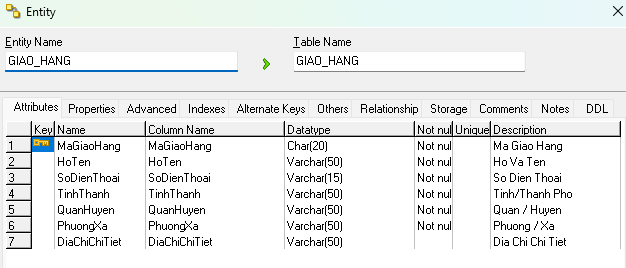 Entity
Entity Name Table Name
GIAO_HANG GIAO_HANG
Attributes Properties Advanced Indexes Alternate Keys Others Relationship Storage Comments Notes DDL
Key Name Column Name Datatype Not nul Unique Description
1 MaGiaoHang MaGiaoHang Char(20) Not nul Ma Giao Hang
2 HoTen HoTen Varchar(50) Not nul Ho Va Ten
3 SoDienThoai SoDienThoai Varchar(15) Not nul So Dien Thoai
4 TinhThanh TinhThanh Varchar(50) Not nul Tinh/Thanh Pho
5 QuanHuyen QuanHuyen Varchar(50) Not nul Quan / Huyen
6 PhuongXa PhuongXa Varchar(50) Not nul Phuong / Xa
7 DiaChiChiTiet DiaChiChiTiet Varchar(50) Dia Chi Chi Tiet